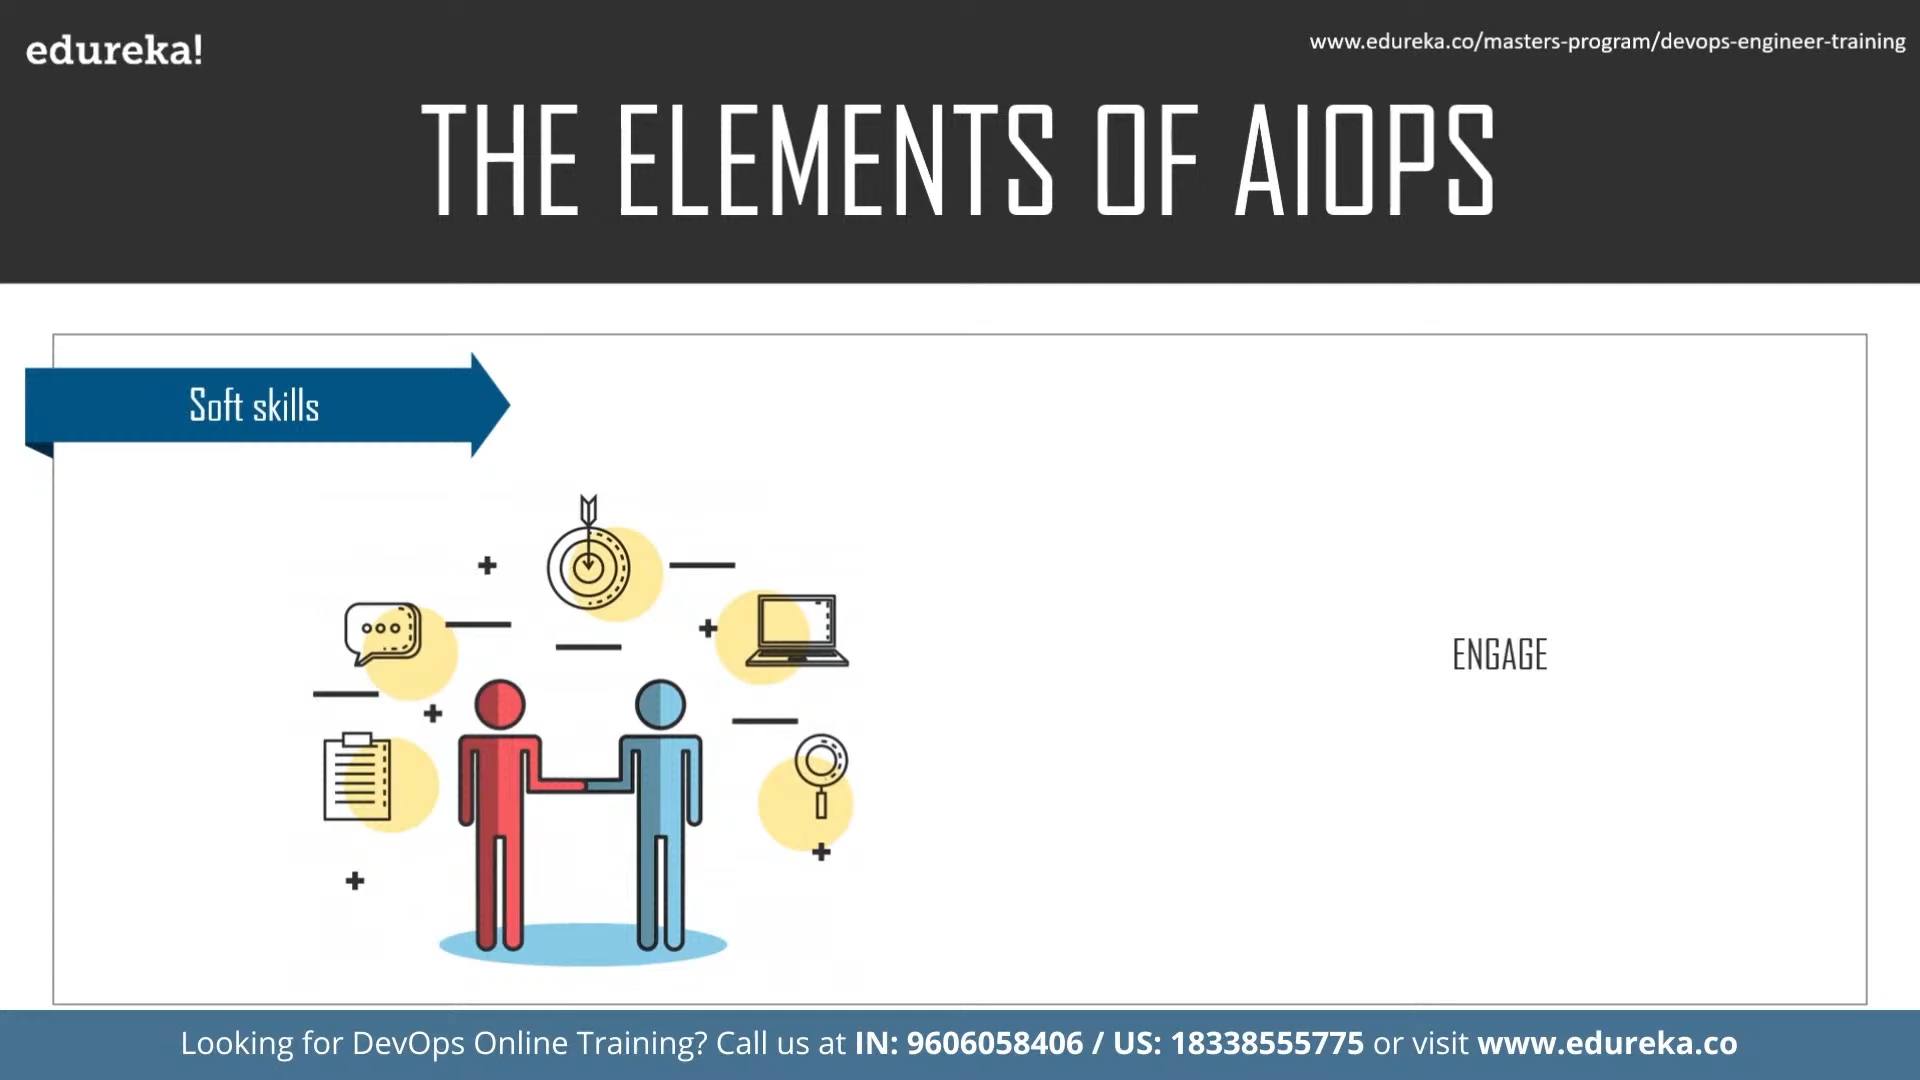 edureka!
www.edureka.co/masters-program/devops-engineer-training
THE ELEMENTS OF AIOPS
Soft skills
ENGAGE
Looking for DevOps Online Training? Call us at IN: 9606058406 / US: 18338555775 or visit www.edureka.co